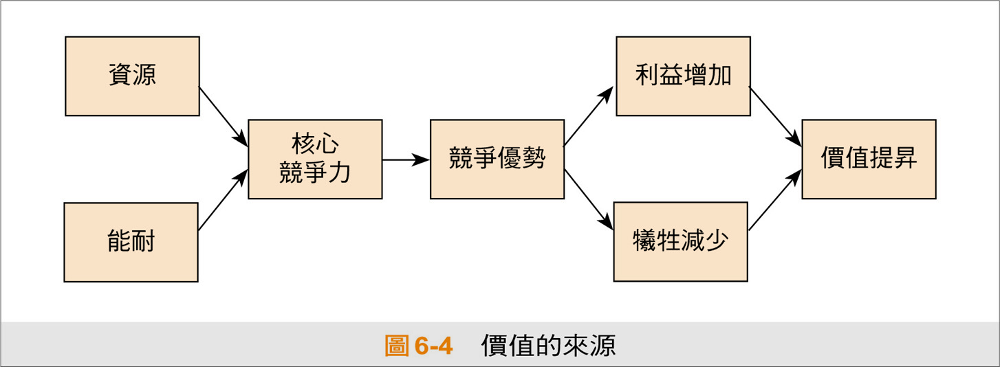 資源
能耐
核心
競爭力
競爭優勢
利益增加
犧牲減少
價值提昇
圖 6-4　價值的來源